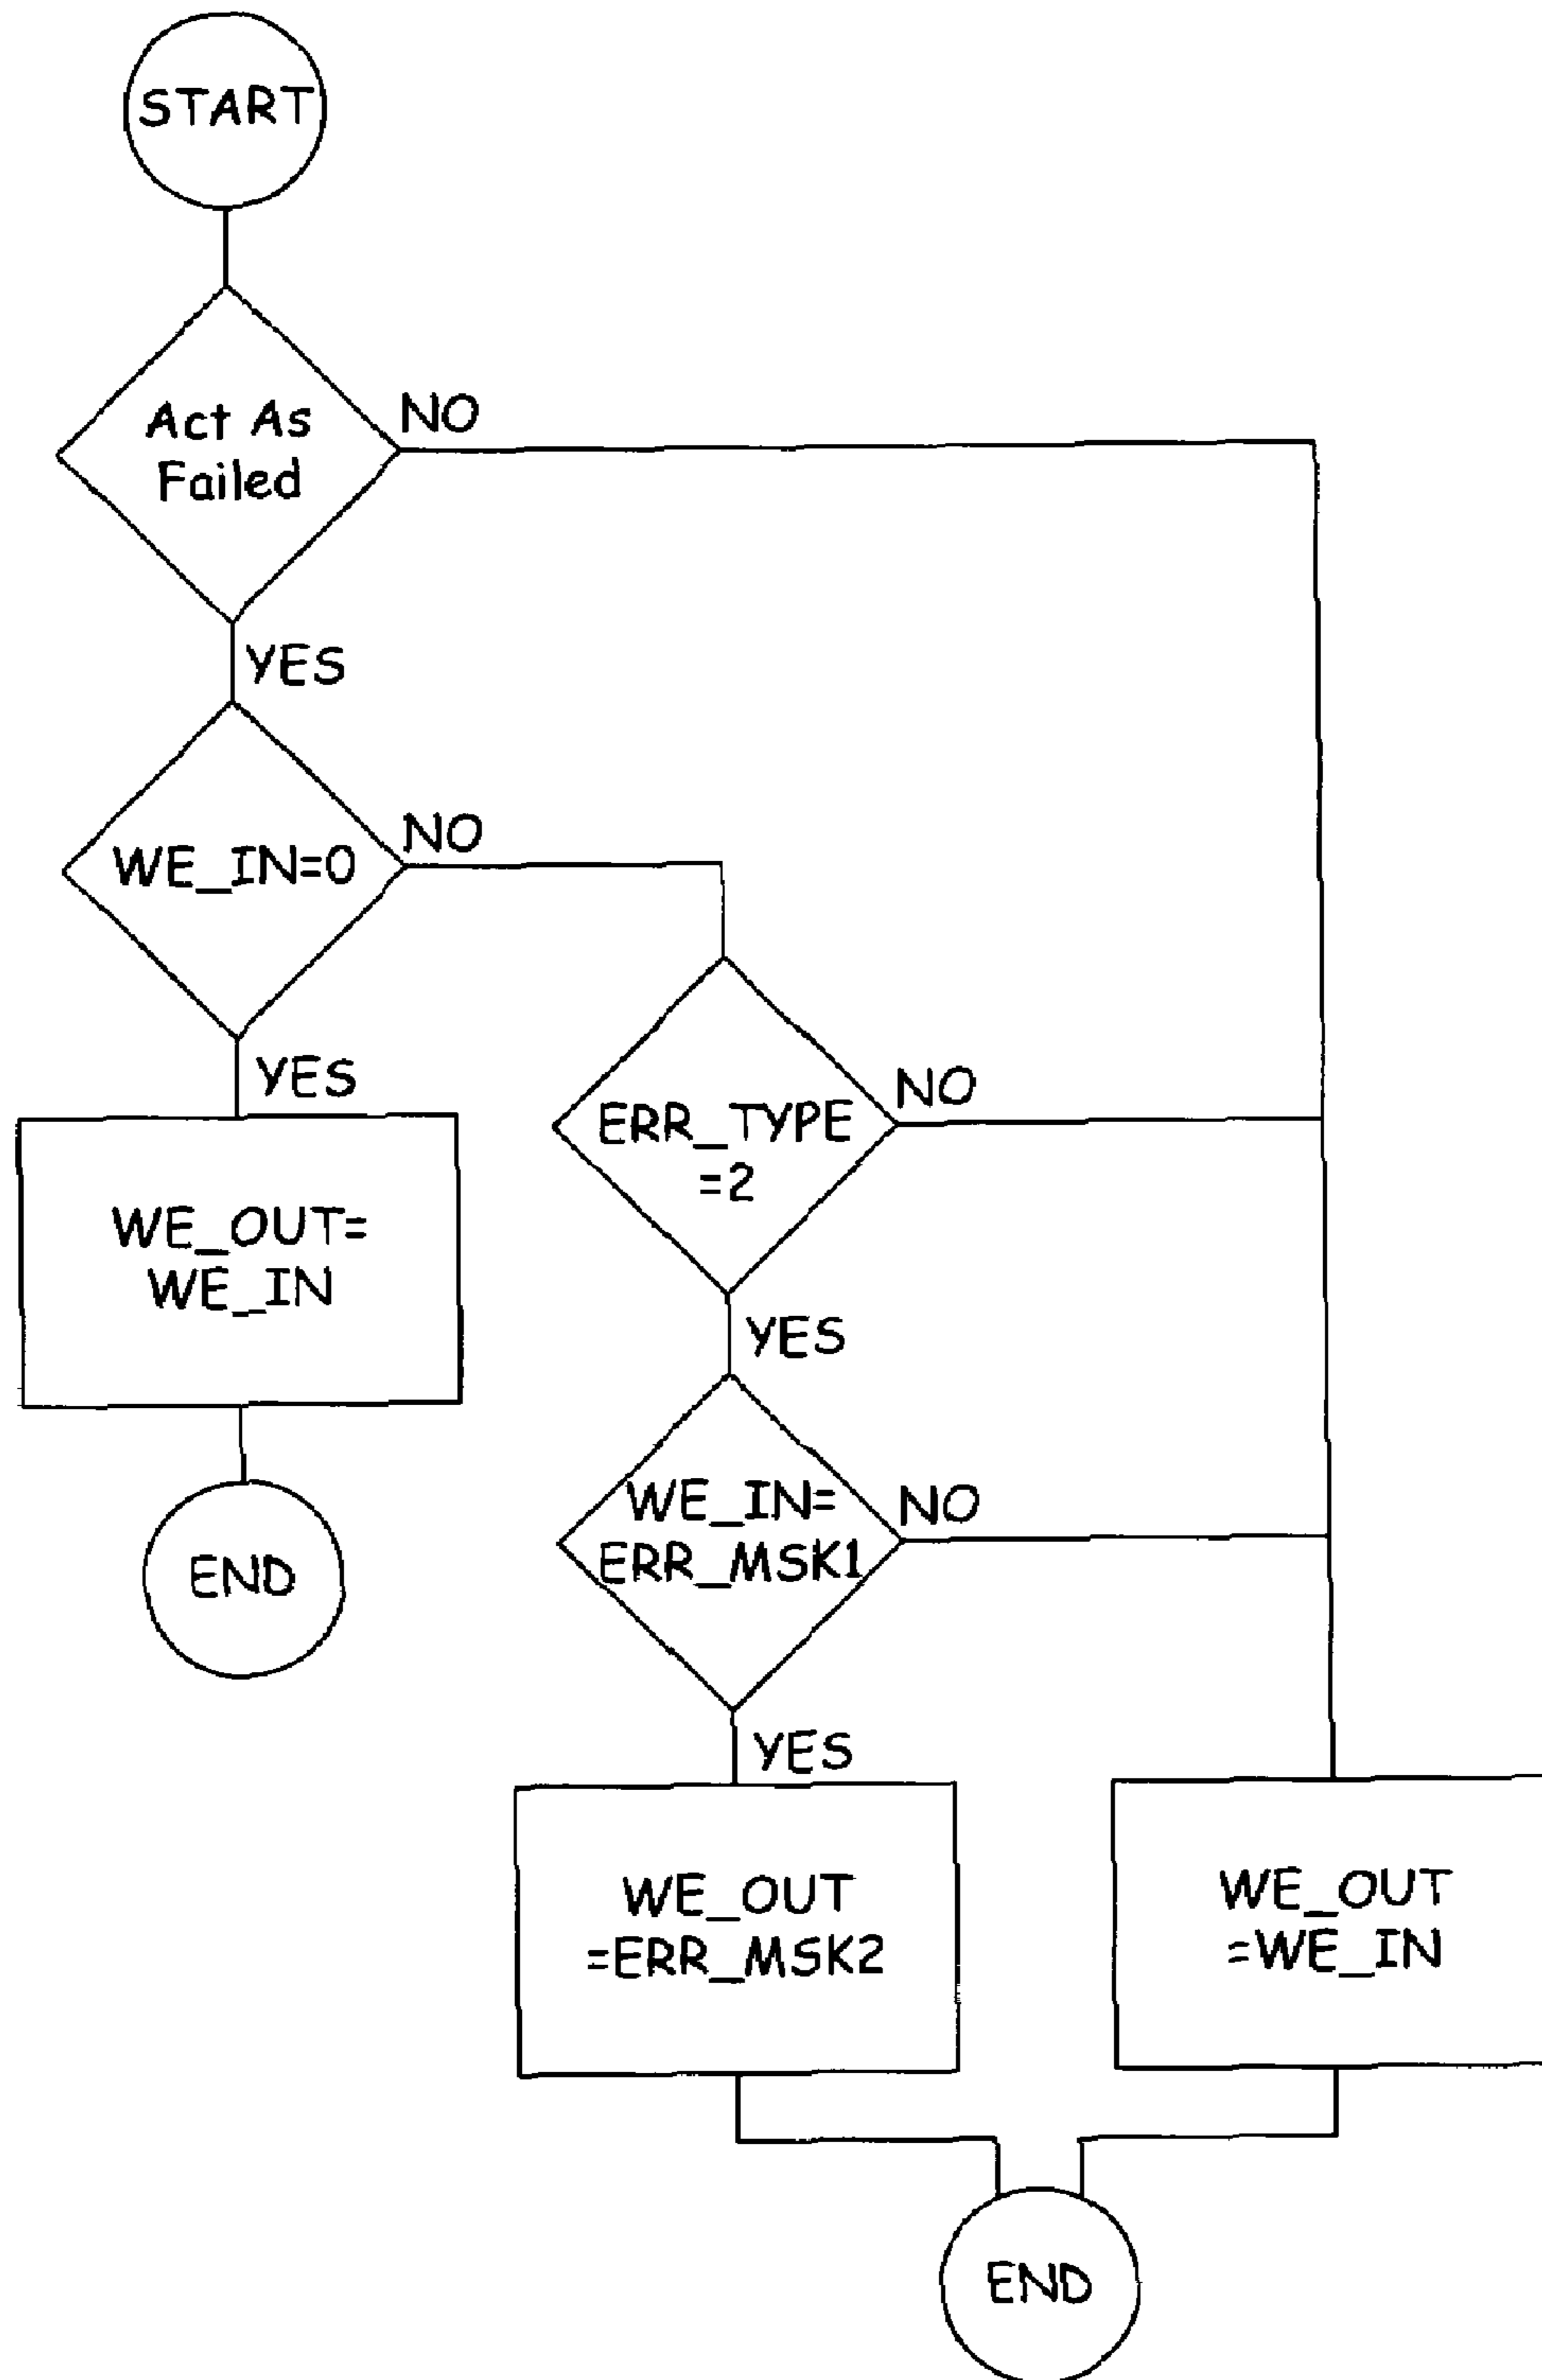 START
Act As
Failed
NO
YES
WE_IN=0
NO
YES
WE_OUT=
WE_IN
END
ERR_TYPE
=2
NO
YES
WE_IN=
ERR_MSK1
NO
YES
WE_OUT
=ERR_MSK2
WE_OUT
=WE_IN
END